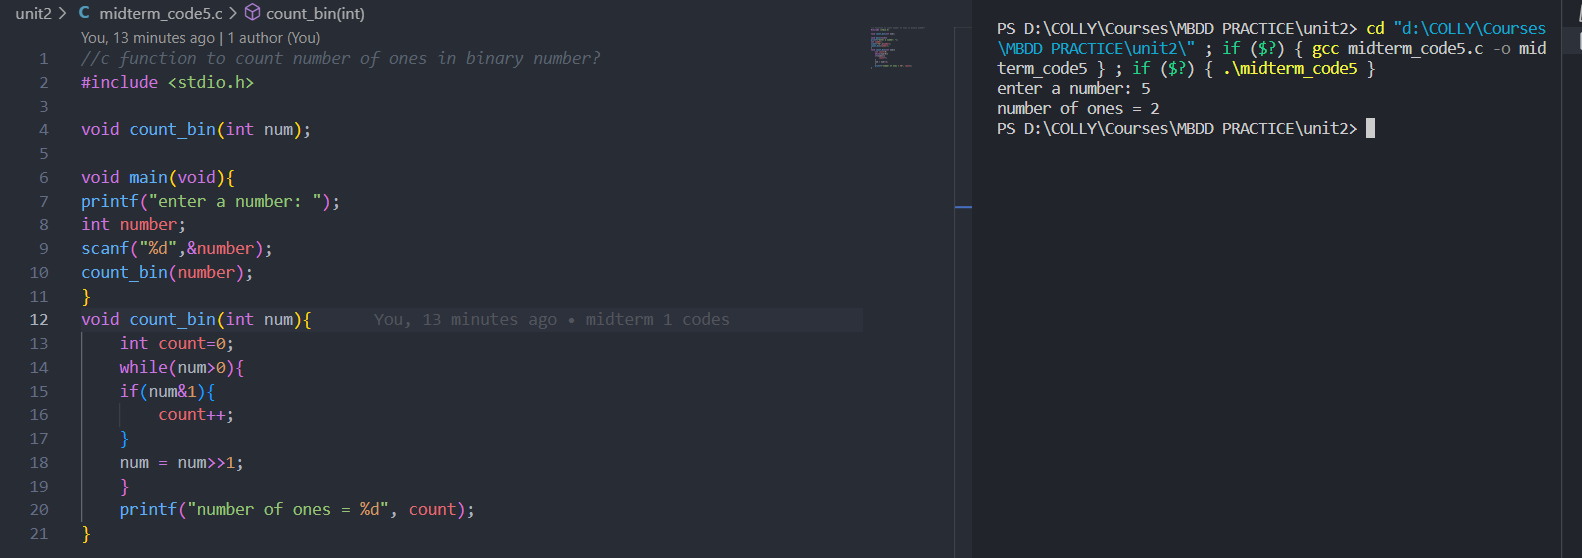 unit2 > C midterm_code5.c > count_bin(int)
You, 13 minutes ago | 1 author (You)
1 //c function to count number of ones in binary number?
2 #include <stdio.h>
3
4 void count_bin(int num);
5
6 void main(void){
7 printf("enter a number: ");
8 int number;
9 scanf("%d",&number);
10 count_bin(number);
11 }
12 void count_bin(int num){ You, 13 minutes ago • midterm 1 codes
13 int count=0;
14 while(num>0){
15 if(num&1){
16 count++;
17 }
18 num = num>>1;
19 }
20 printf("number of ones = %d", count);
21 }
PS D:\COLLY\Courses\MBDD PRACTICE\unit2> cd "d:\COLLY\Courses
\MBDD PRACTICE\unit2\" ; if ($?) { gcc midterm_code5.c -o mid
term_code5 } ; if ($?) { .\midterm_code5 }
enter a number: 5
number of ones = 2
PS D:\COLLY\Courses\MBDD PRACTICE\unit2>